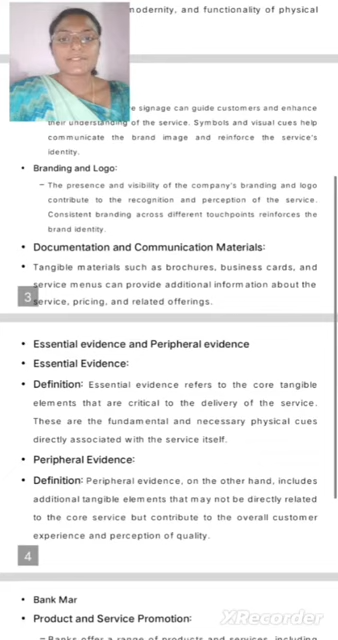 modernity, and functionality of physical
e signage can guide customers and enhance
their understanding of the service. Symbols and visual cues help
communicate the brand image and reinforce the service's
identity.
• Branding and Logo:
– The presence and visibility of the company's branding and logo
contribute to the recognition and perception of the service.
Consistent branding across different touchpoints reinforces the
brand identity.
• Documentation and Communication Materials:
• Tangible materials such as brochures, business cards, and
service menus can provide additional information about the
service, pricing, and related offerings.
3
• Essential evidence and Peripheral evidence
• Essential Evidence:
• Definition: Essential evidence refers to the core tangible
elements that are critical to the delivery of the service.
These are the fundamental and necessary physical cues
directly associated with the service itself.
• Peripheral Evidence:
• Definition: Peripheral evidence, on the other hand, includes
additional tangible elements that may not be directly related
to the core service but contribute to the overall customer
experience and perception of quality.
4
• Bank Mar
• Product and Service Promotion:
XRecorder
– Banks offer a range of products and services, including